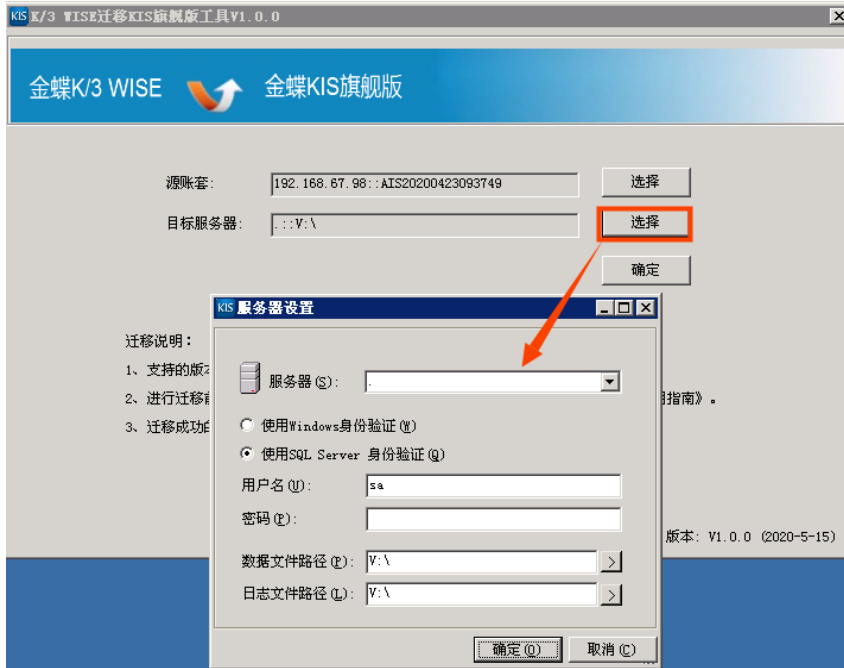 KIS K/3 WISE迁移KIS旗舰版工具V1.0.0
金蝶K/3 WISE 金蝶KIS旗舰版
源账套: 192.168.67.98::AIS20200423093749 选择
目标服务器: .::V:\ 选择
确定
KIS 服务器设置
迁移说明:
1、支持的版
服务器(S): .
2、进行迁移 指南》。
3、迁移成功
使用Windows身份验证(W)
使用SQL Server 身份验证(Q)
用户名(U): sa
密码(P):
版本: V1.0.0 (2020-5-15)
数据文件路径(P): V:\ >
日志文件路径(L): V:\ >
确定(O) 取消(C)